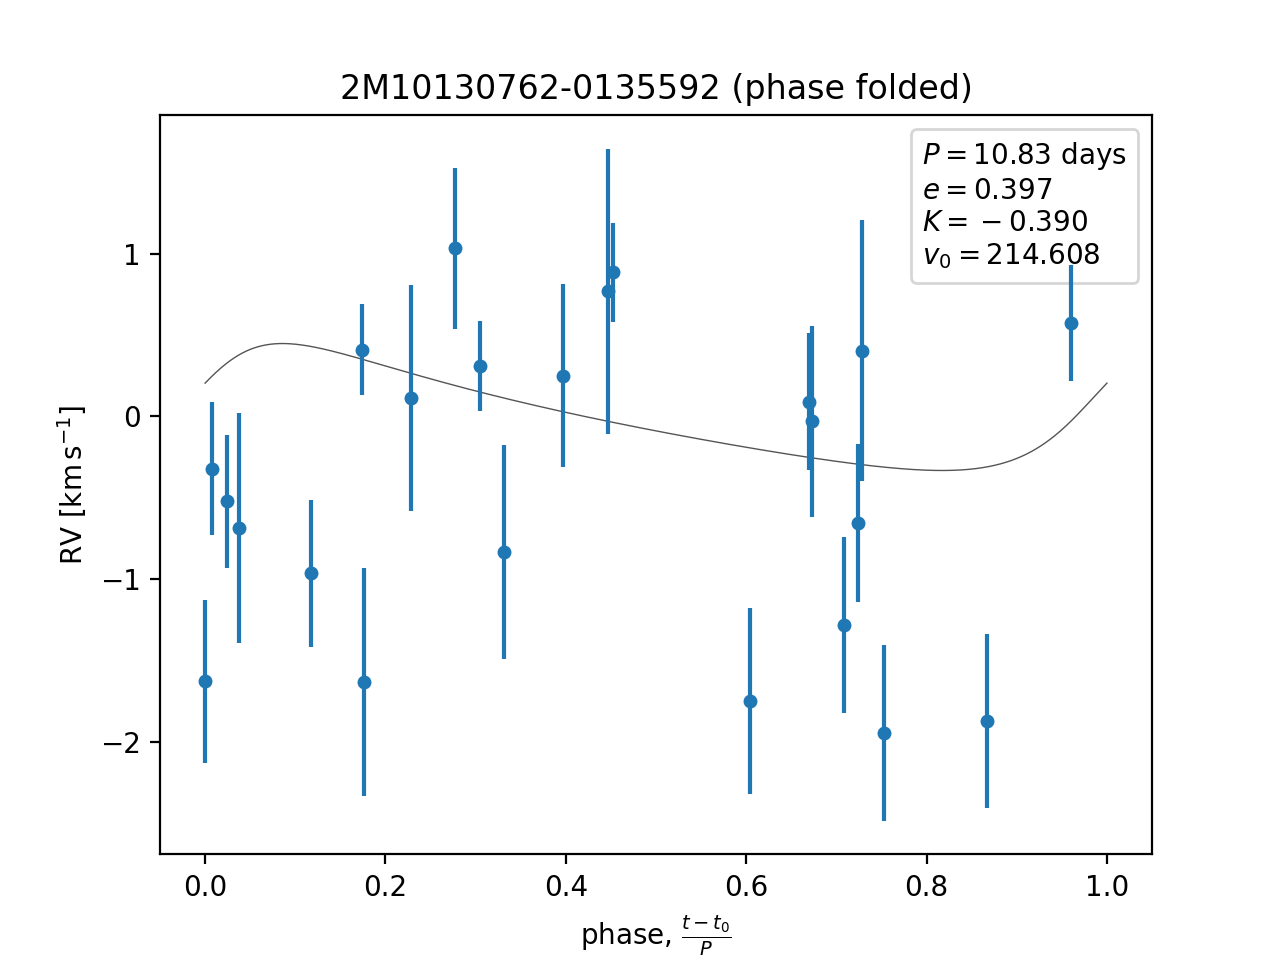 2M10130762-0135592 (phase folded)
P = 10.83 days
e = 0.397
K = −0.390
v₀ = 214.608
1
0
−1
−2
RV [km s⁻¹]
0.0 0.2 0.4 0.6 0.8 1.0
phase, (t − t₀)/P